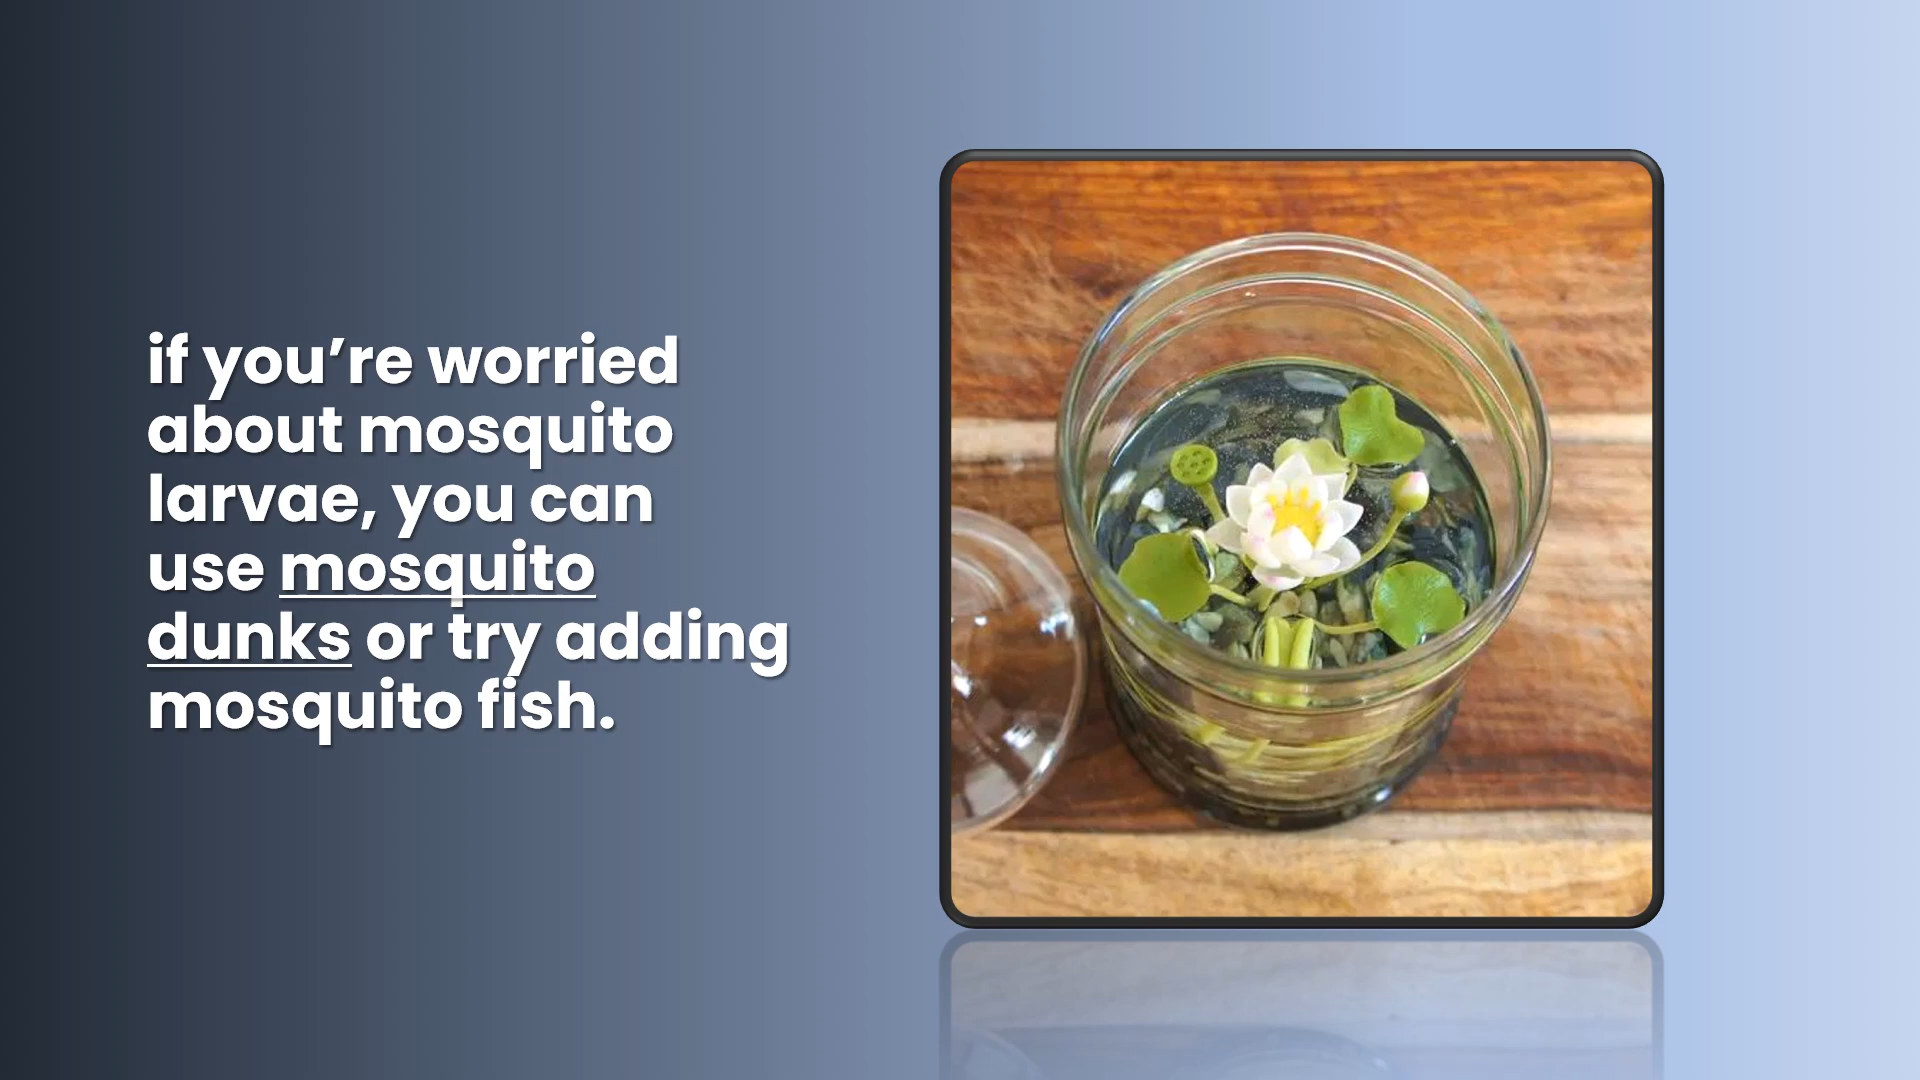 if you’re worried
about mosquito
larvae, you can
use mosquito
dunks or try adding
mosquito fish.